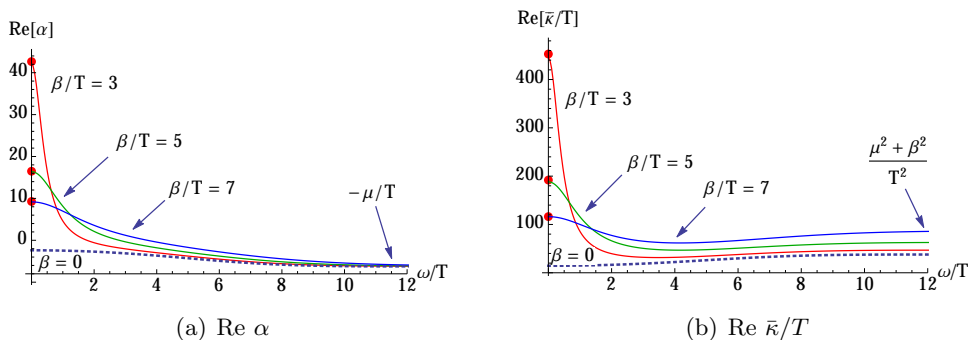 Re[α]
40
30
20
10
0
β/T = 3
β/T = 5
β/T = 7
−μ/T
β = 0
2
4
6
8
10
12
ω/T
(a) Re α
Re[κ̄/T]
400
300
200
100
β/T = 3
β/T = 5
β/T = 7
μ² + β²
T²
β = 0
2
4
6
8
10
12
ω/T
(b) Re κ̄/T